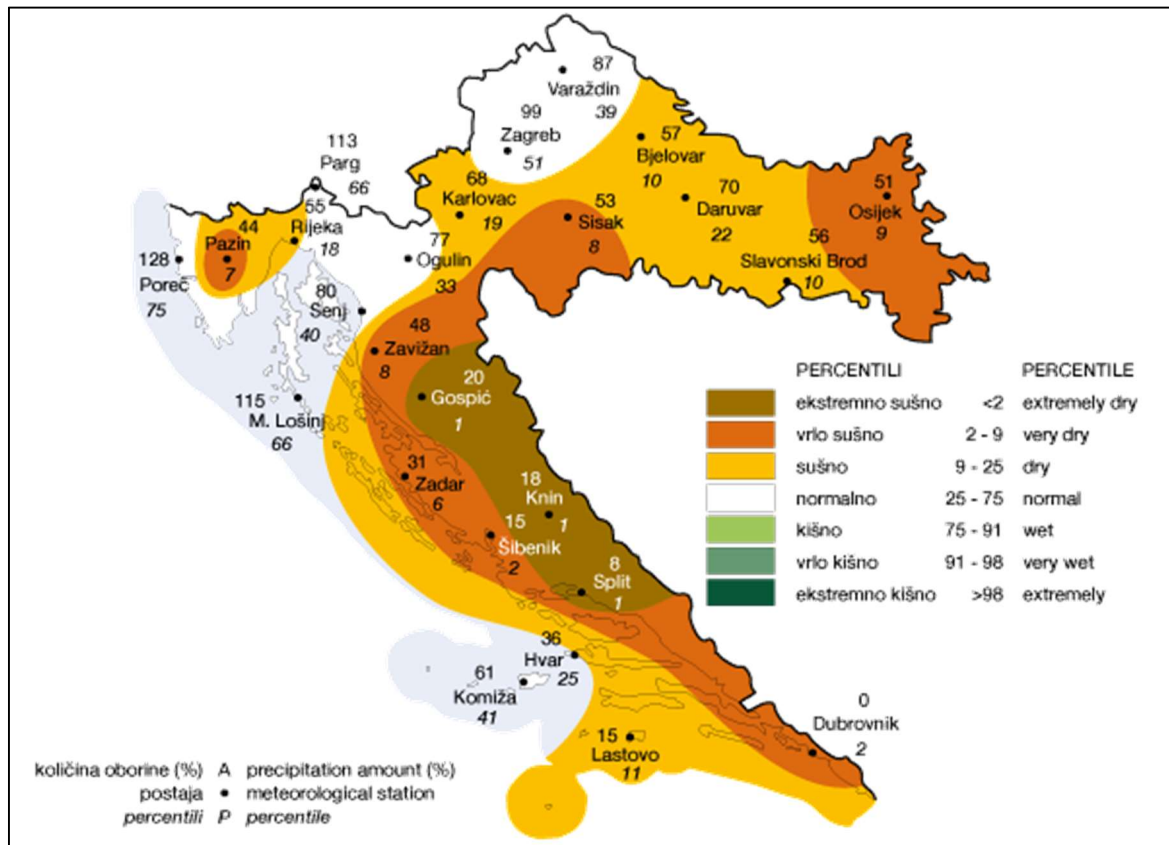 87
Varaždin
39
99
Zagreb
51
113
Parg
66
57
Bjelovar
10
68
Karlovac
19
53
Sisak
8
70
Daruvar
22
51
Osijek
9
56
Slavonski Brod
10
44
Pazin
7
55
Rijeka
18
128
Poreč
75
77
Ogulin
33
80
Senj
40
48
Zavižan
8
20
Gospić
1
115
M. Lošinj
66
31
Zadar
6
18
Knin
1
15
Šibenik
2
8
Split
1
36
Hvar
25
61
Komiža
41
15
Lastovo
11
0
Dubrovnik
2
PERCENTILI PERCENTILE
ekstremno sušno <2 extremely dry
vrlo sušno 2 - 9 very dry
sušno 9 - 25 dry
normalno 25 - 75 normal
kišno 75 - 91 wet
vrlo kišno 91 - 98 very wet
ekstremno kišno >98 extremely
količina oborine (%) A precipitation amount (%)
postaja • meteorological station
percentili P percentile